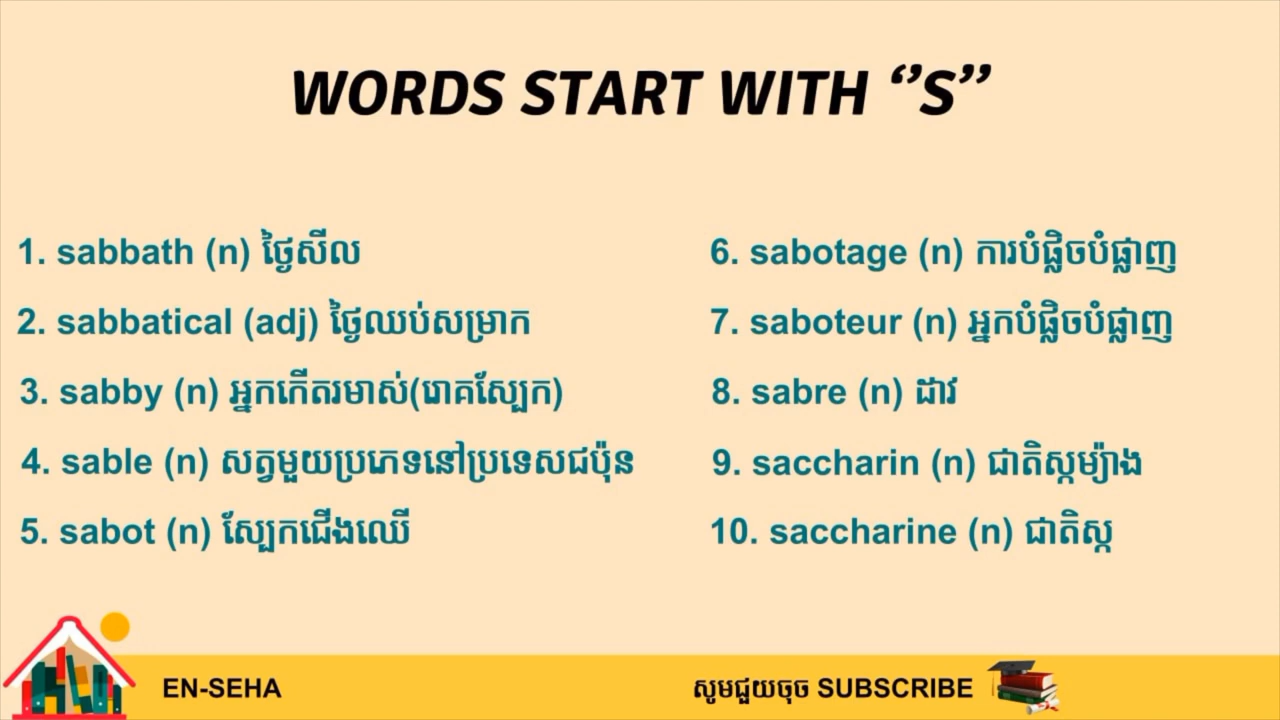 WORDS START WITH ‘’S’’
1. sabbath (n) ថ្ងៃសីល
2. sabbatical (adj) ថ្ងៃឈប់សម្រាក
3. sabby (n) អ្នកកើតរមាស់(រោគស្បែក)
4. sable (n) សត្វមួយប្រភេទនៅប្រទេសជប៉ុន
5. sabot (n) ស្បែកជើងឈើ
6. sabotage (n) ការបំផ្លិចបំផ្លាញ
7. saboteur (n) អ្នកបំផ្លិចបំផ្លាញ
8. sabre (n) ដាវ
9. saccharin (n) ជាតិស្កម្យ៉ាង
10. saccharine (n) ជាតិស្ក
EN-SEHA
សូមជួយចុច SUBSCRIBE